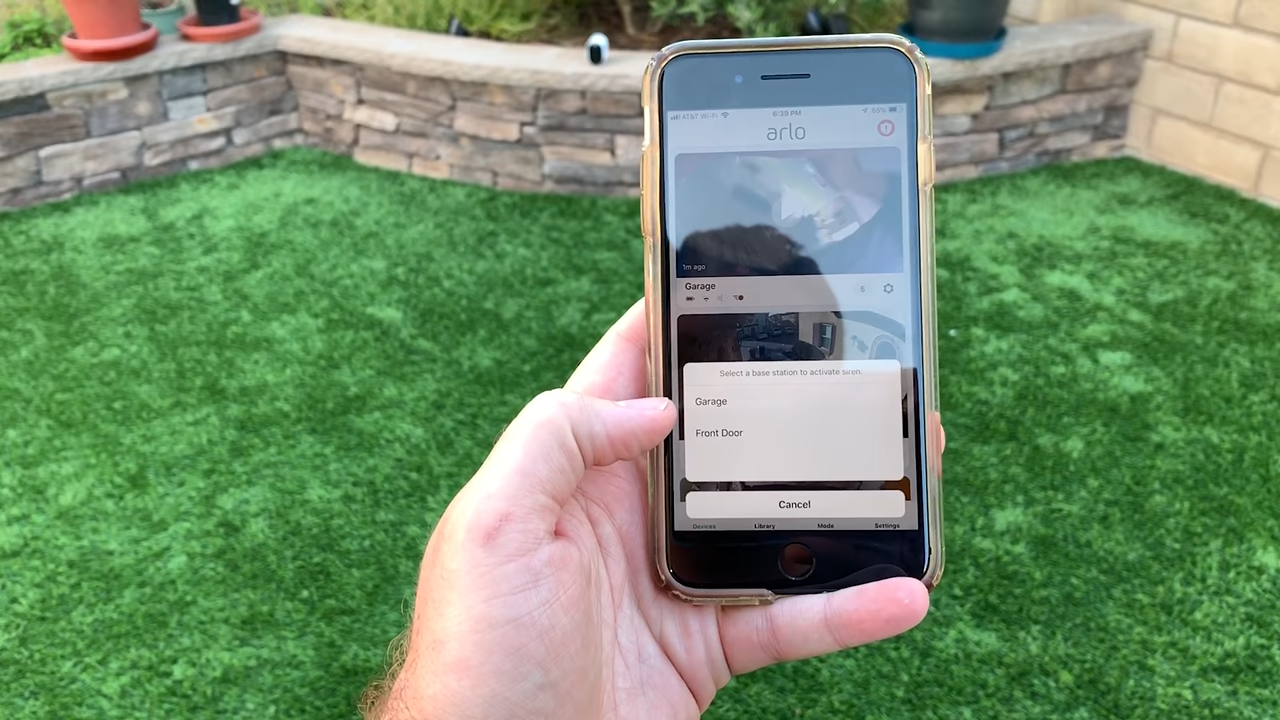 AT&T Wi-Fi 6:39 PM 55%
arlo
1m ago
Garage
5
Select a base station to activate siren.
Garage
Front Door
Cancel
Devices Library Mode Settings